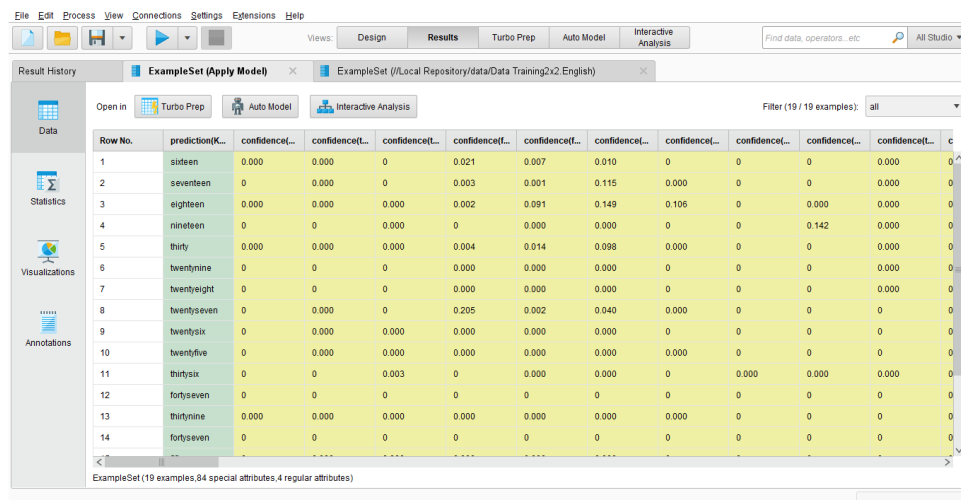 File Edit Process View Connections Settings Extensions Help
Views: Design Results Turbo Prep Auto Model Interactive Analysis Find data, operators...etc All Studio
Result History ExampleSet (Apply Model) ExampleSet (//Local Repository/data/Data Training2x2.English)
Open in Turbo Prep Auto Model Interactive Analysis Filter (19 / 19 examples): all
Data
Statistics
Visualizations
Annotations
Row No. prediction(K... confidence(... confidence(t... confidence(t... confidence(f... confidence(f... confidence(... confidence(... confidence(... confidence(... confidence(t... c
1 sixteen 0.000 0.000 0 0.021 0.007 0.010 0 0 0 0.000 0
2 seventeen 0 0.000 0 0.003 0.001 0.115 0.000 0 0 0.000 0
3 eighteen 0.000 0.000 0.000 0.002 0.091 0.149 0.106 0 0.000 0.000 0
4 nineteen 0 0 0.000 0 0.000 0.000 0 0 0.142 0.000 0
5 thirty 0.000 0.000 0.000 0.004 0.014 0.098 0.000 0 0 0.000 0
6 twentynine 0 0 0 0.000 0.000 0.000 0 0 0 0.000 0
7 twentyeight 0 0 0 0.000 0.000 0.000 0 0 0 0.000 0
8 twentyseven 0 0.000 0 0.205 0.002 0.040 0.000 0 0 0 0
9 twentysix 0 0.000 0.000 0.000 0.000 0.000 0 0 0 0 0
10 twentyfive 0 0.000 0.000 0.000 0.000 0.000 0.000 0 0 0 0
11 thirtysix 0 0 0.003 0 0.000 0.000 0 0.000 0.000 0.000 0
12 fortyseven 0 0 0 0 0 0 0 0 0 0 0
13 thirtynine 0.000 0.000 0.000 0.000 0.000 0.000 0.000 0 0 0 0
14 fortyseven 0 0 0 0 0 0 0 0 0 0 0
ExampleSet (19 examples,84 special attributes,4 regular attributes)